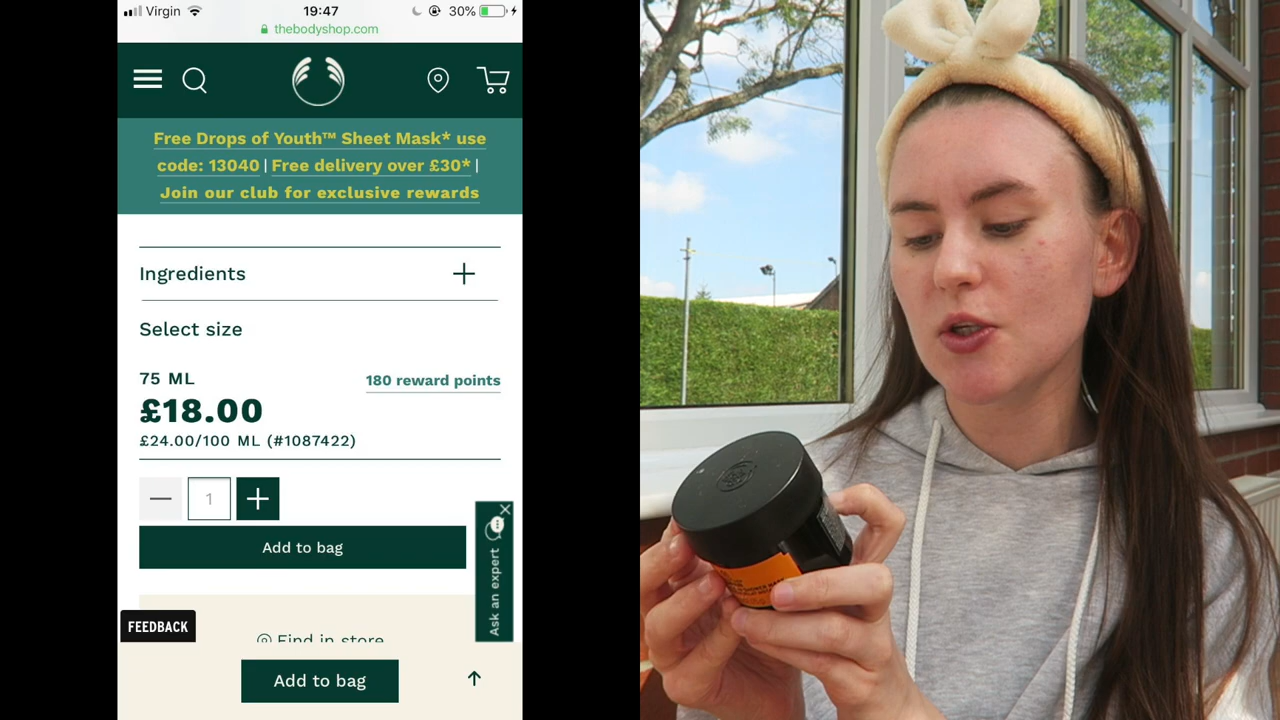 Virgin 19:47 30%
thebodyshop.com
Free Drops of Youth™ Sheet Mask* use
code: 13040 | Free delivery over £30* |
Join our club for exclusive rewards
Ingredients
Select size
75 ML
180 reward points
£18.00
£24.00/100 ML (#1087422)
1
Add to bag
Ask an expert
FEEDBACK
Find in store
Add to bag